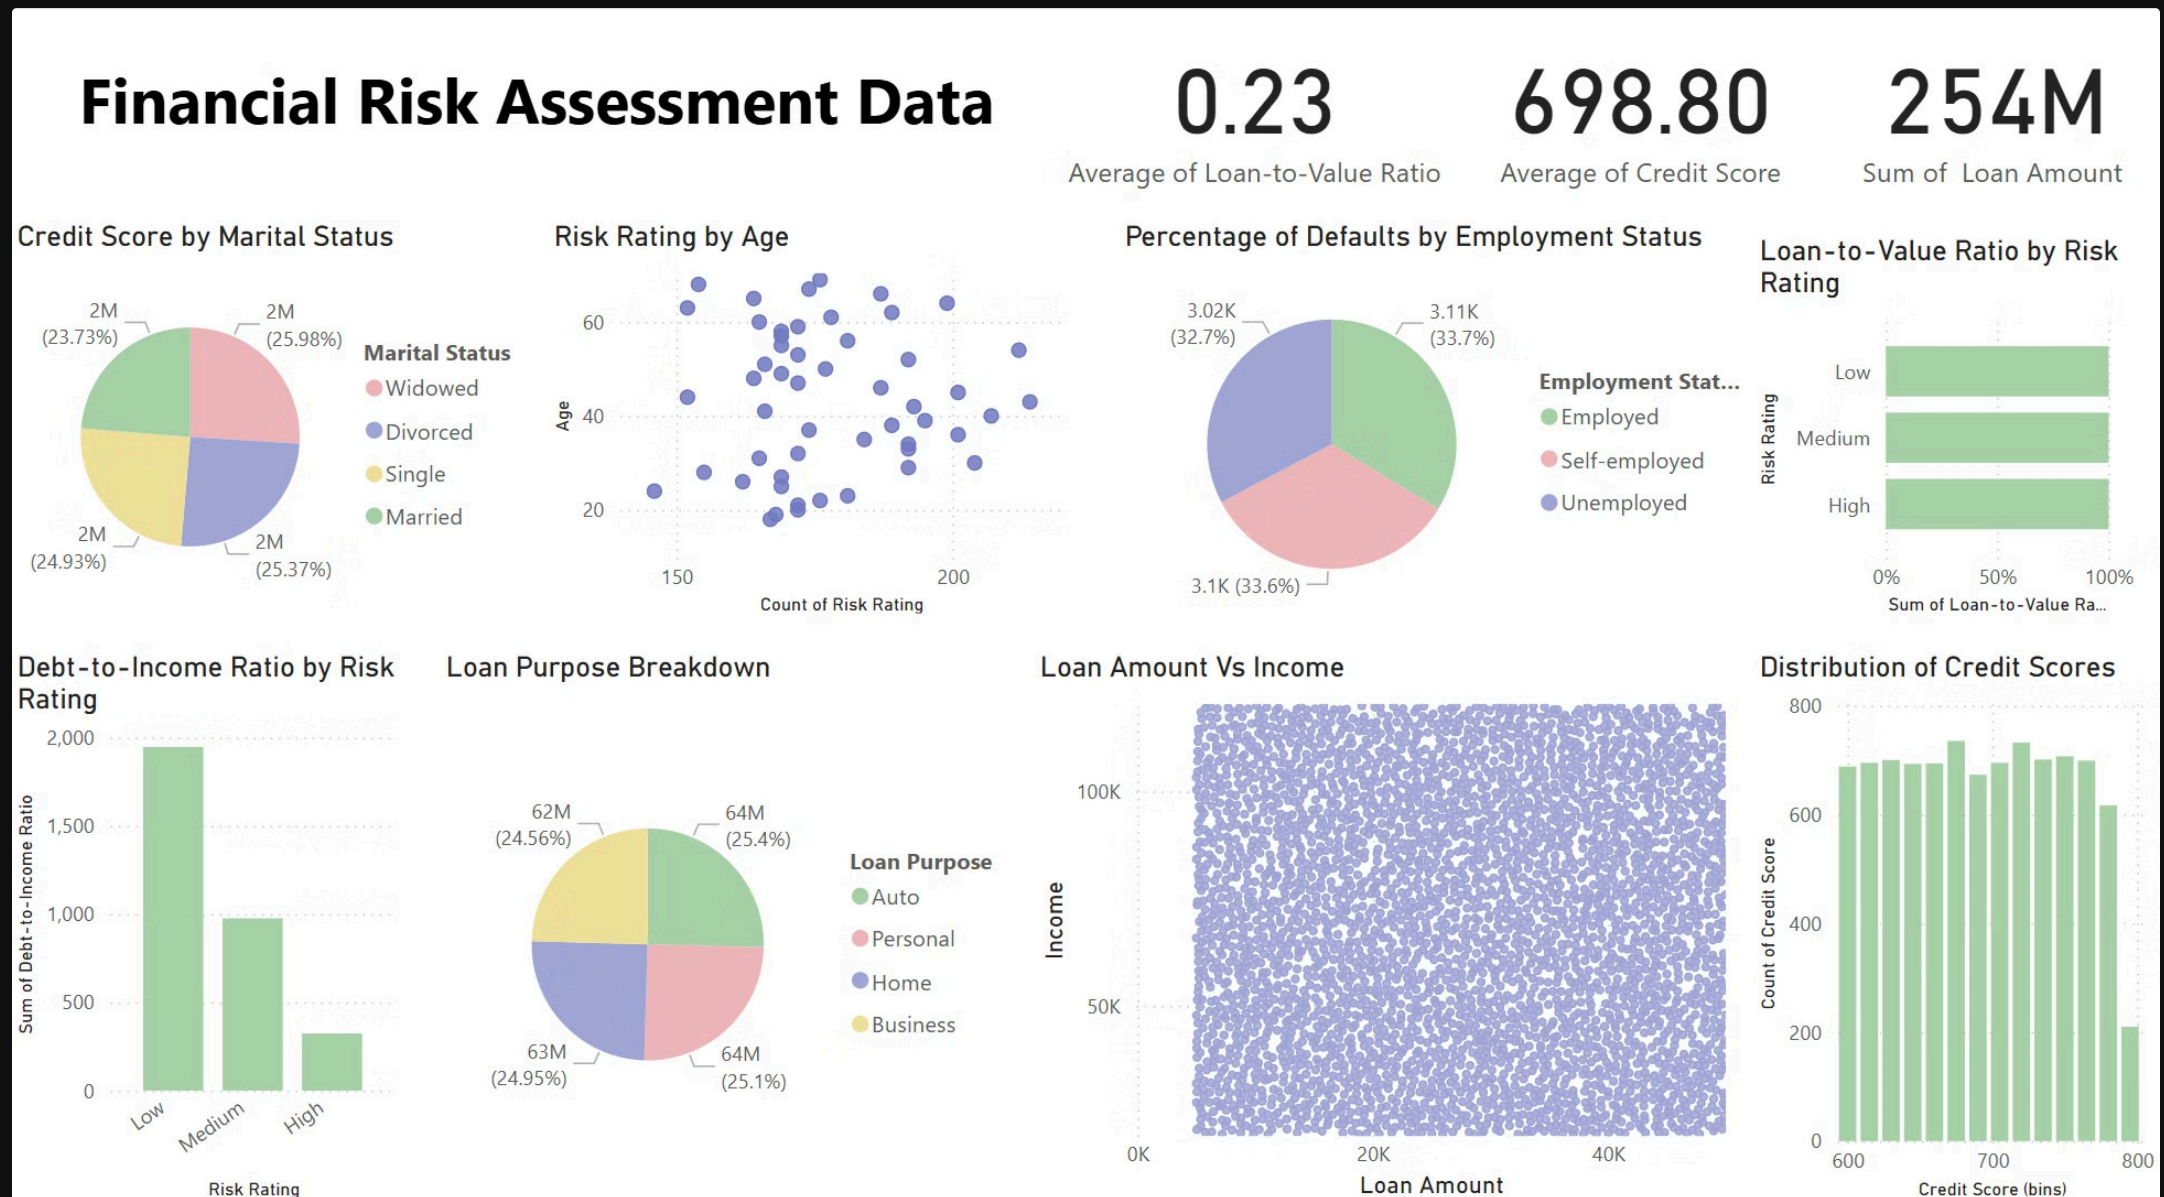 Financial Risk Assessment Data
0.23
Average of Loan-to-Value Ratio
698.80
Average of Credit Score
254M
Sum of  Loan Amount
Credit Score by Marital Status
2M
(23.73%)
2M
(25.98%)
2M
(24.93%)
2M
(25.37%)
Marital Status
Widowed
Divorced
Single
Married
Risk Rating by Age
Age
60
40
20
150
200
Count of Risk Rating
Percentage of Defaults by Employment Status
3.02K
(32.7%)
3.11K
(33.7%)
3.1K (33.6%)
Employment Stat...
Employed
Self-employed
Unemployed
Loan-to-Value Ratio by Risk
Rating
Risk Rating
Low
Medium
High
0%
50%
100%
Sum of Loan-to-Value Ra...
Debt-to-Income Ratio by Risk
Rating
Sum of Debt-to-Income Ratio
2,000
1,500
1,000
500
0
Low
Medium
High
Risk Rating
Loan Purpose Breakdown
62M
(24.56%)
64M
(25.4%)
63M
(24.95%)
64M
(25.1%)
Loan Purpose
Auto
Personal
Home
Business
Loan Amount Vs Income
Income
100K
50K
0K
20K
40K
Loan Amount
Distribution of Credit Scores
Count of Credit Score
800
600
400
200
0
600
700
800
Credit Score (bins)